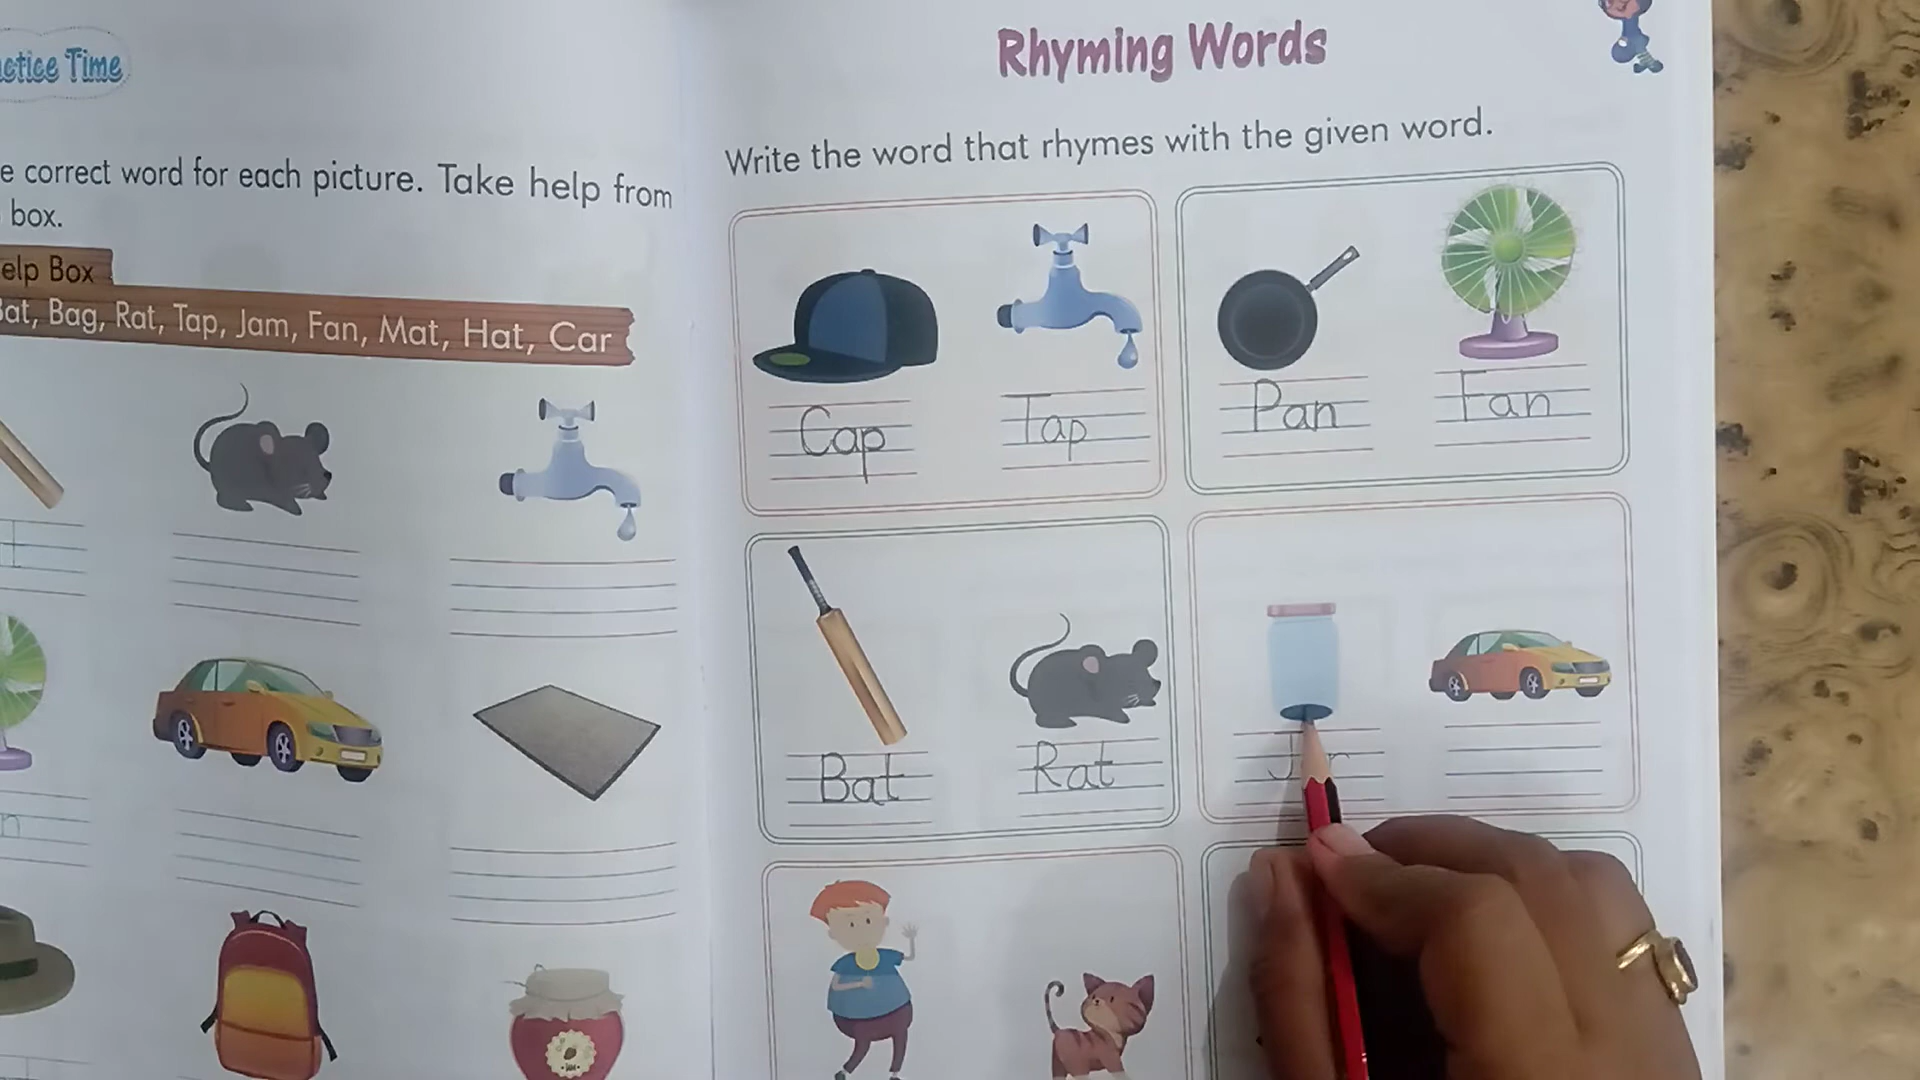 ctice Time
e correct word for each picture. Take help from
box.
elp Box
Bat, Bag, Rat, Tap, Jam, Fan, Mat, Hat, Car
Rhyming Words
Write the word that rhymes with the given word.
Cap Tap
Pan Fan
Bat Rat